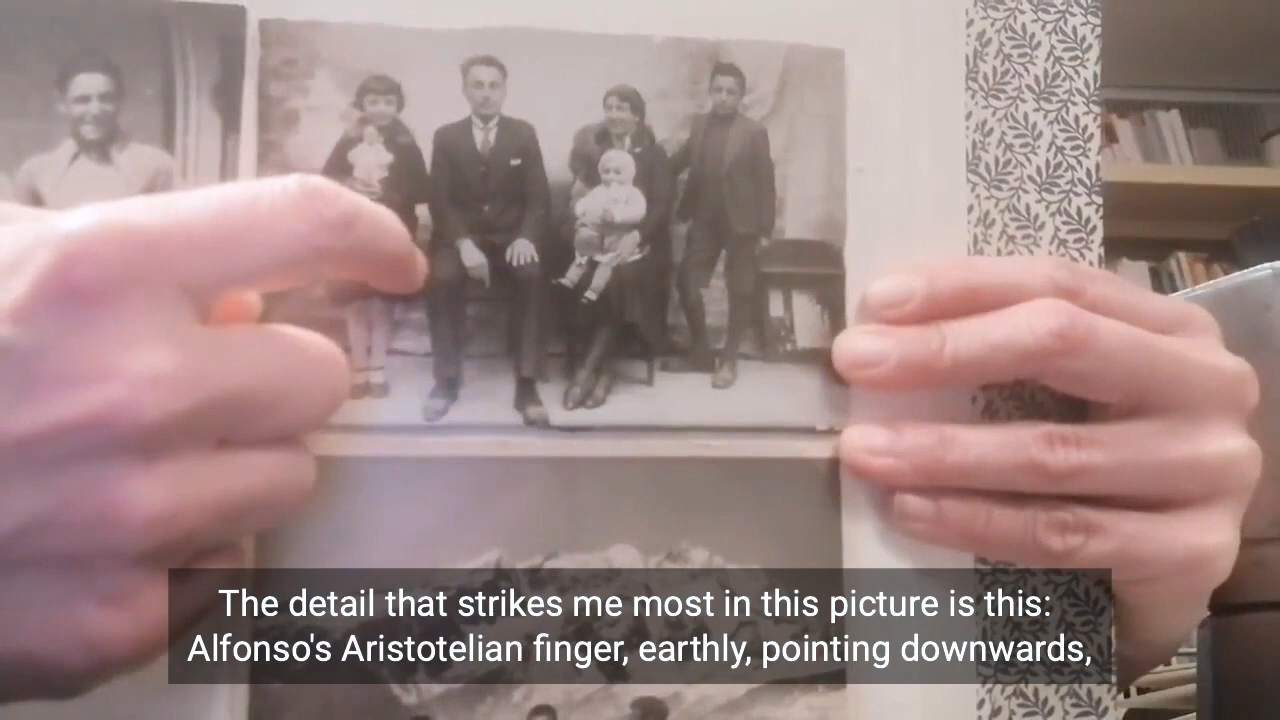 The detail that strikes me most in this picture is this:
Alfonso's Aristotelian finger, earthly, pointing downwards,